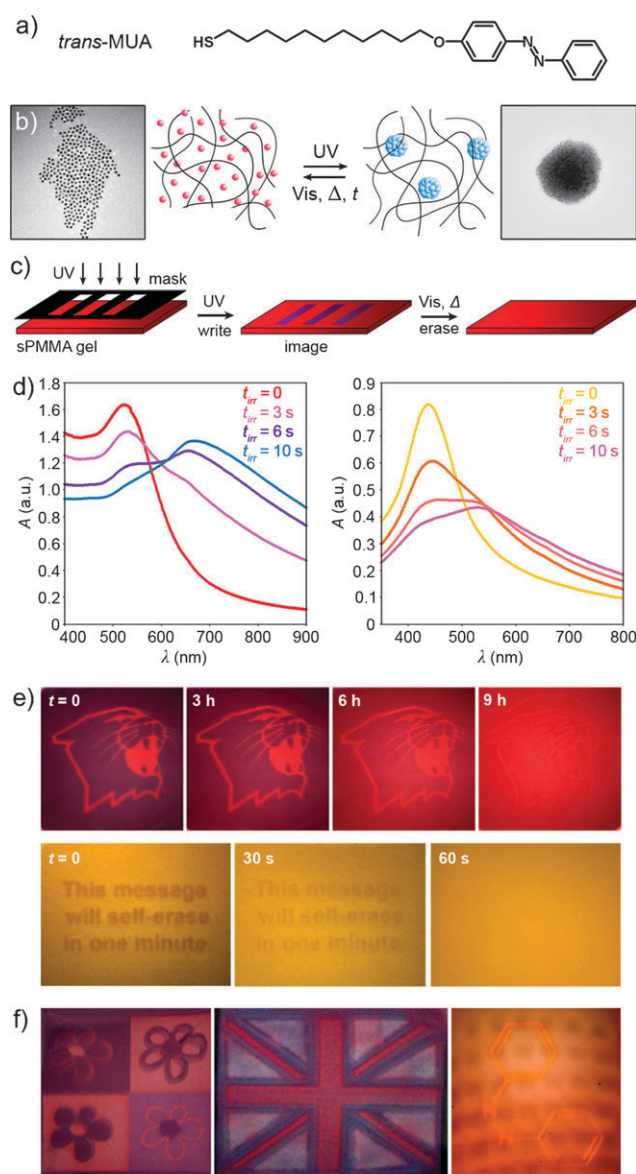 a)
trans-MUA
HS
O
N
N
b)
UV
Vis, Δ, t
c)
UV
mask
sPMMA gel
UV
write
image
Vis, Δ
erase
d)
1.8
1.6
1.4
1.2
1.0
0.8
0.6
0.4
0.2
0
A (a.u.)
400 500 600 700 800 900
λ (nm)
t_irr = 0
t_irr = 3 s
t_irr = 6 s
t_irr = 10 s
0.9
0.8
0.7
0.6
0.5
0.4
0.3
0.2
0.1
0
A (a.u.)
400 500 600 700 800
λ (nm)
t_irr = 0
t_irr = 3 s
t_irr = 6 s
t_irr = 10 s
e)
t = 0
3 h
6 h
9 h
t = 0
This message
will self-erase
in one minute
30 s
This message
will self-erase
in one minute
60 s
f)